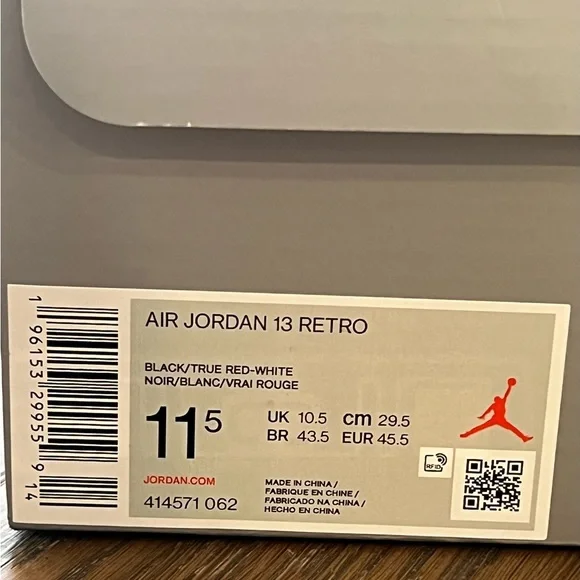 AIR JORDAN 13 RETRO
BLACK/TRUE RED-WHITE
NOIR/BLANC/VRAI ROUGE
11⁵
UK 10.5 cm 29.5
BR 43.5 EUR 45.5
JORDAN.COM
414571 062
MADE IN CHINA /
FABRIQUE EN CHINE /
FABRICADO NA CHINA /
HECHO EN CHINA
RFID
1 96153 29955 9 14